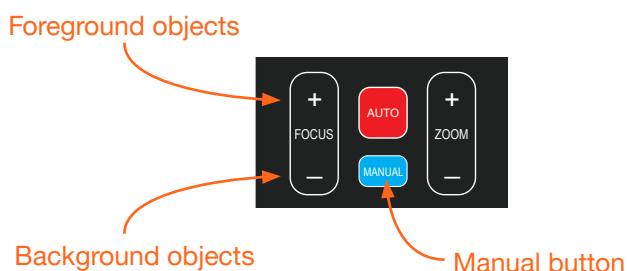 Foreground objects
+
FOCUS
—
AUTO
MANUAL
+
ZOOM
—
Background objects
Manual button